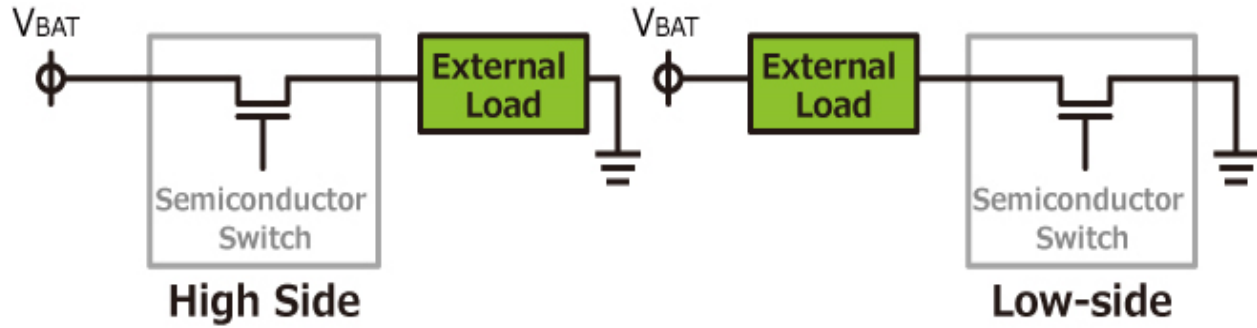 VBAT
External
Load
Semiconductor
Switch
High Side
VBAT
External
Load
Semiconductor
Switch
Low-side